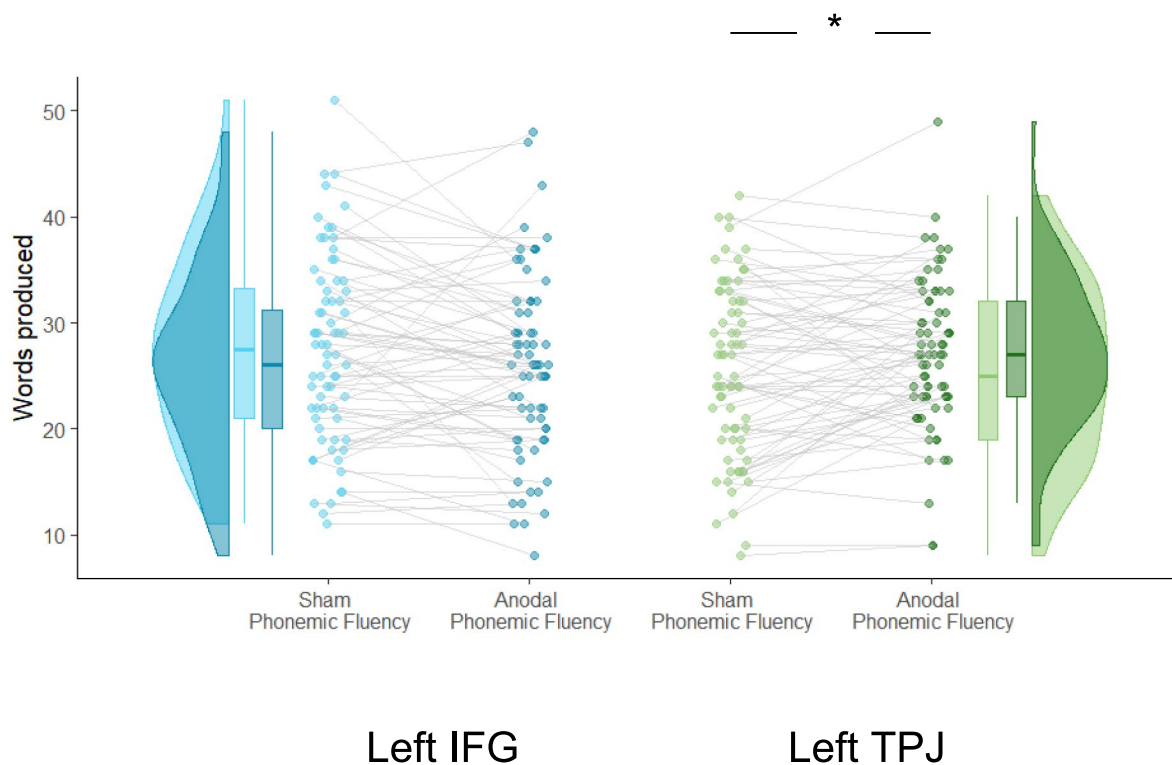 *
Words produced
50
40
30
20
10
Sham
Phonemic Fluency
Anodal
Phonemic Fluency
Sham
Phonemic Fluency
Anodal
Phonemic Fluency
Left IFG
Left TPJ